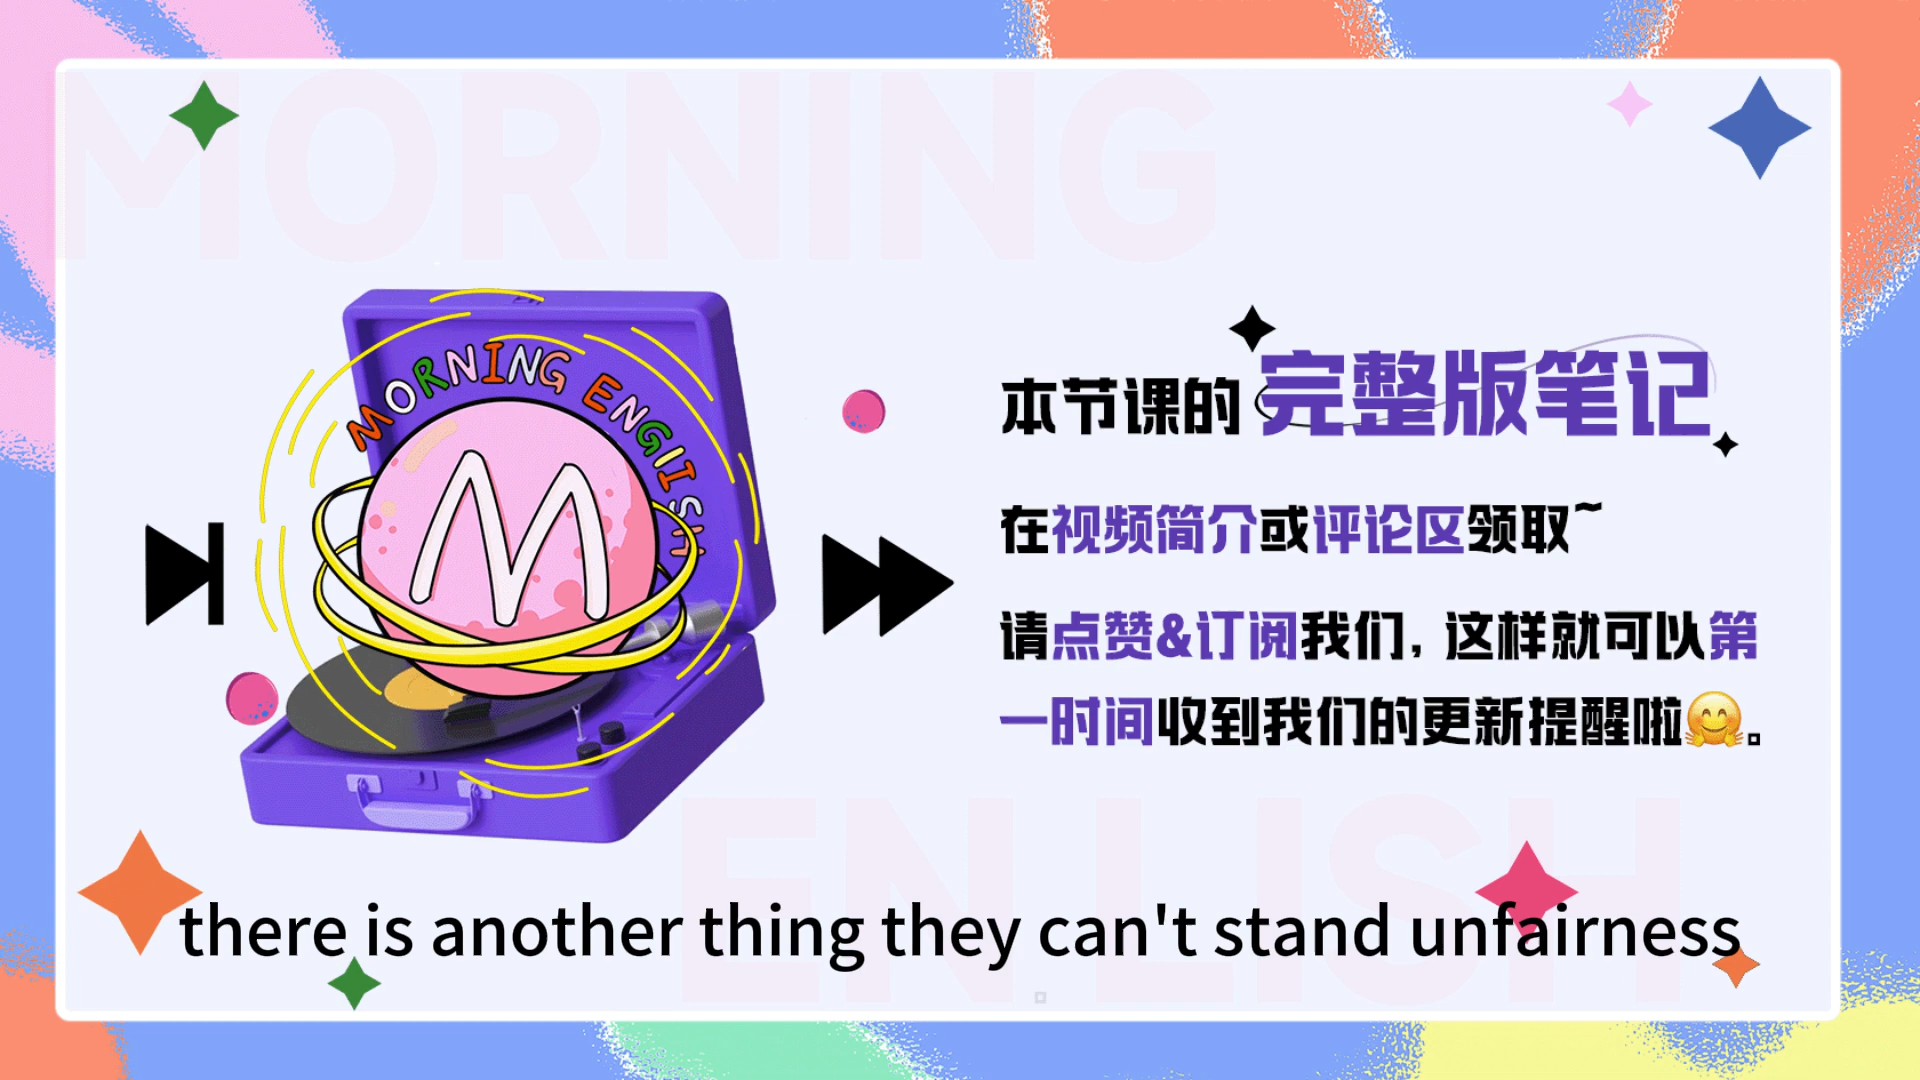 MORNING
MORNING ENGlISH
M
本节课的完整版笔记
在视频简介或评论区领取~
请点赞&订阅我们，这样就可以第
一时间收到我们的更新提醒啦🤗。
EN LISH
there is another thing they can't stand unfairness